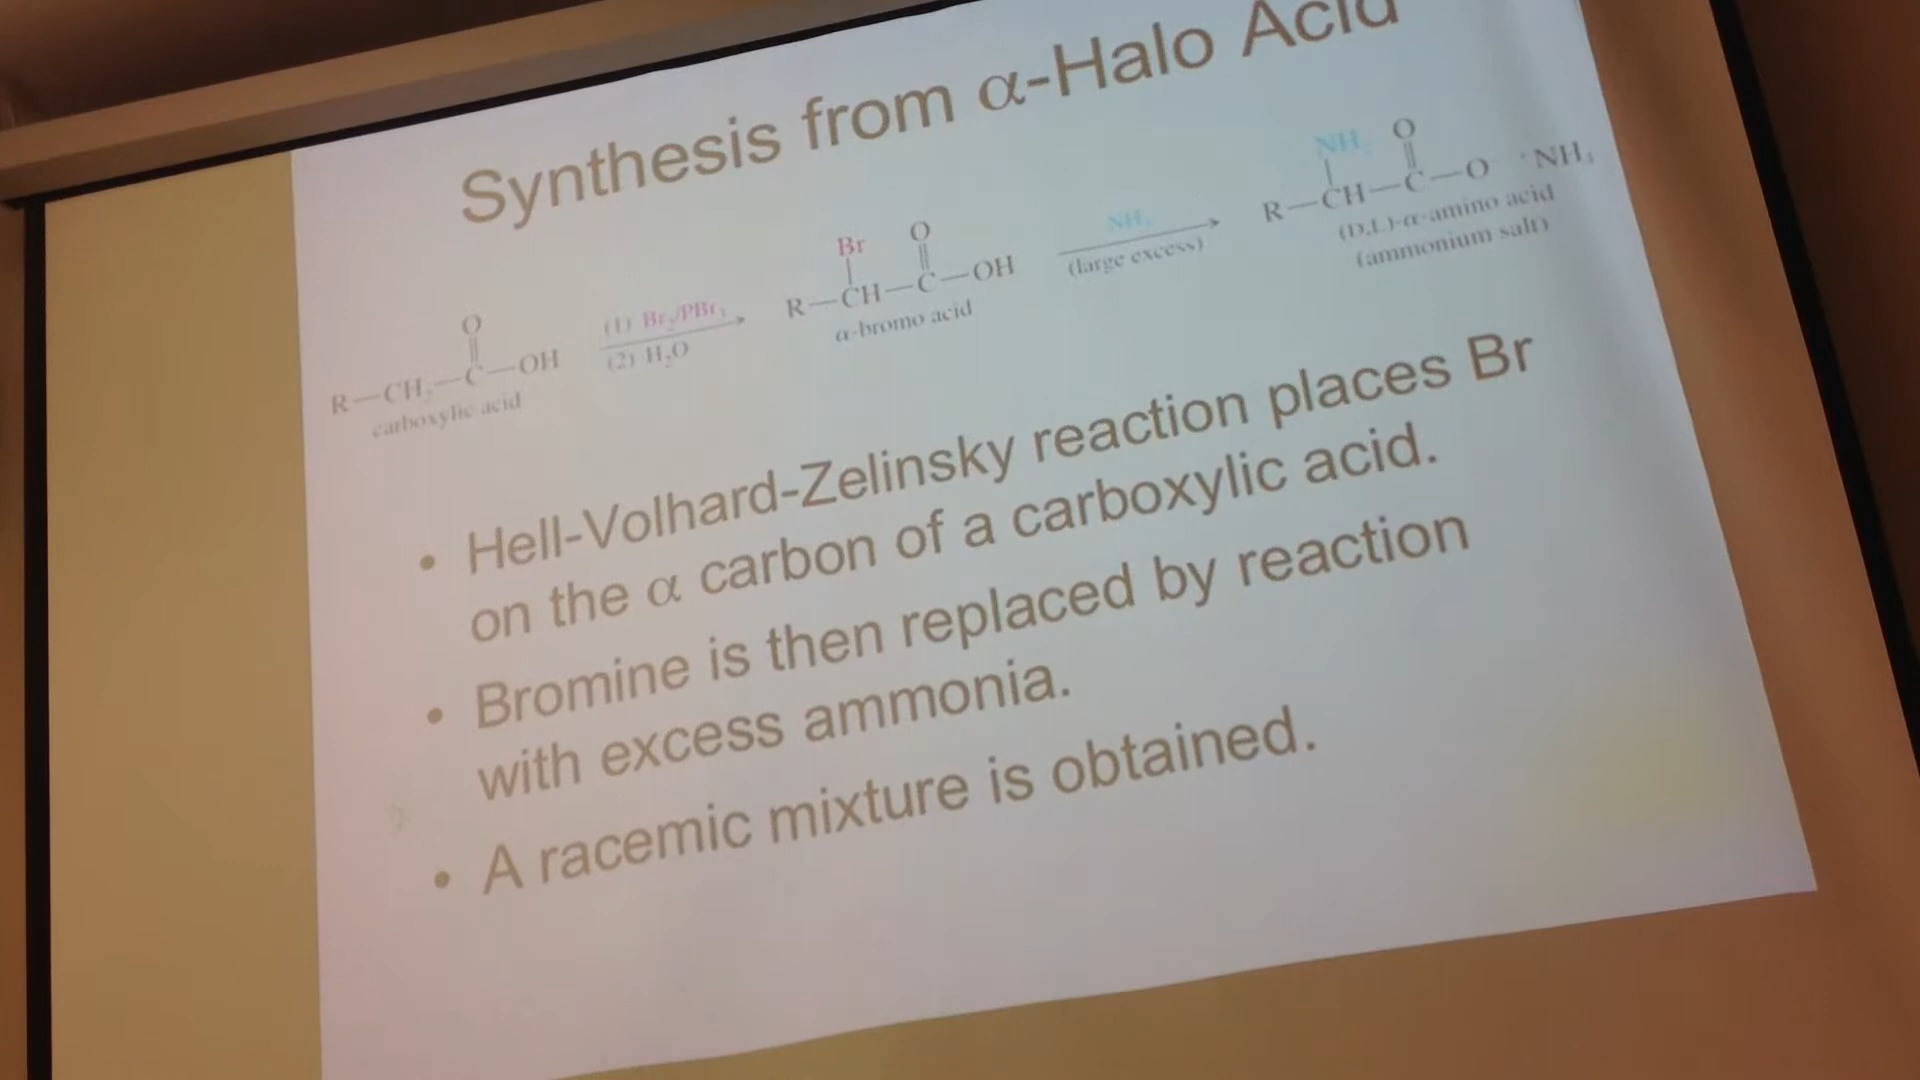 Synthesis from α-Halo Acid
R—CH₂—C—OH
O
carboxylic acid
(1) Br₂/PBr₃
(2) H₂O
Br
O
R—CH—C—OH
α-bromo acid
NH₃
(large excess)
NH₂
O
R—CH—C—O NH₄
(D,L)-α-amino acid
(ammonium salt)
• Hell-Volhard-Zelinsky reaction places Br
on the α carbon of a carboxylic acid.
• Bromine is then replaced by reaction
with excess ammonia.
• A racemic mixture is obtained.